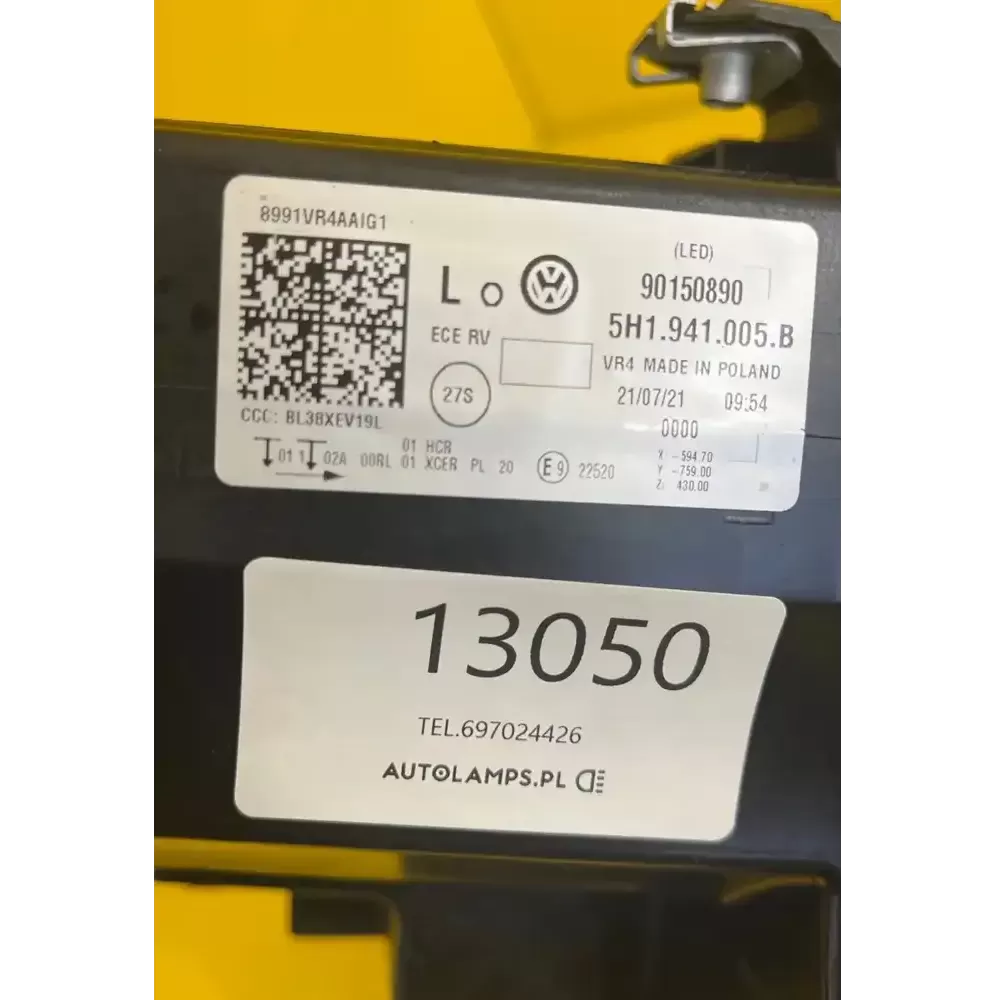 8991VR4AAIG1
CCC: BL38XEV19L
L O
ECE RV
27S
(LED)
90150890
5H1.941.005.B
VR4 MADE IN POLAND
21/07/21 09:54
0000
X -594.70
Y -759.00
Z: 430.00
01 HCR
01 1 02A 00RL 01 XCER PL 20 E9 22520
13050
TEL.697024426
AUTOLAMPS.PL